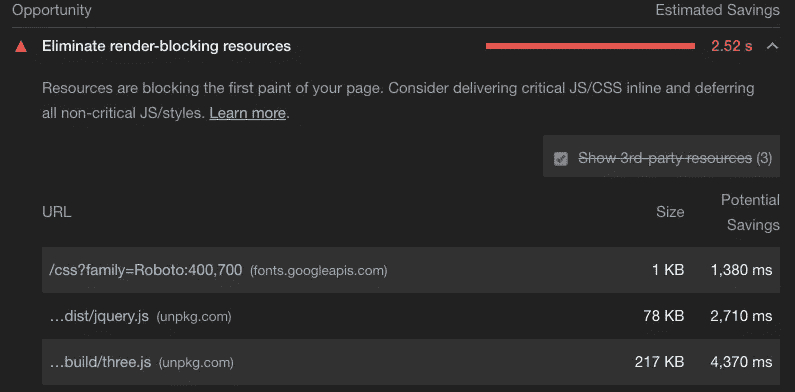 Opportunity Estimated Savings
Eliminate render-blocking resources 2.52 s
Resources are blocking the first paint of your page. Consider delivering critical JS/CSS inline and deferring
all non-critical JS/styles. Learn more.
Show 3rd-party resources (3)
URL Size Potential
Savings
/css?family=Roboto:400,700 (fonts.googleapis.com) 1 KB 1,380 ms
…dist/jquery.js (unpkg.com) 78 KB 2,710 ms
…build/three.js (unpkg.com) 217 KB 4,370 ms